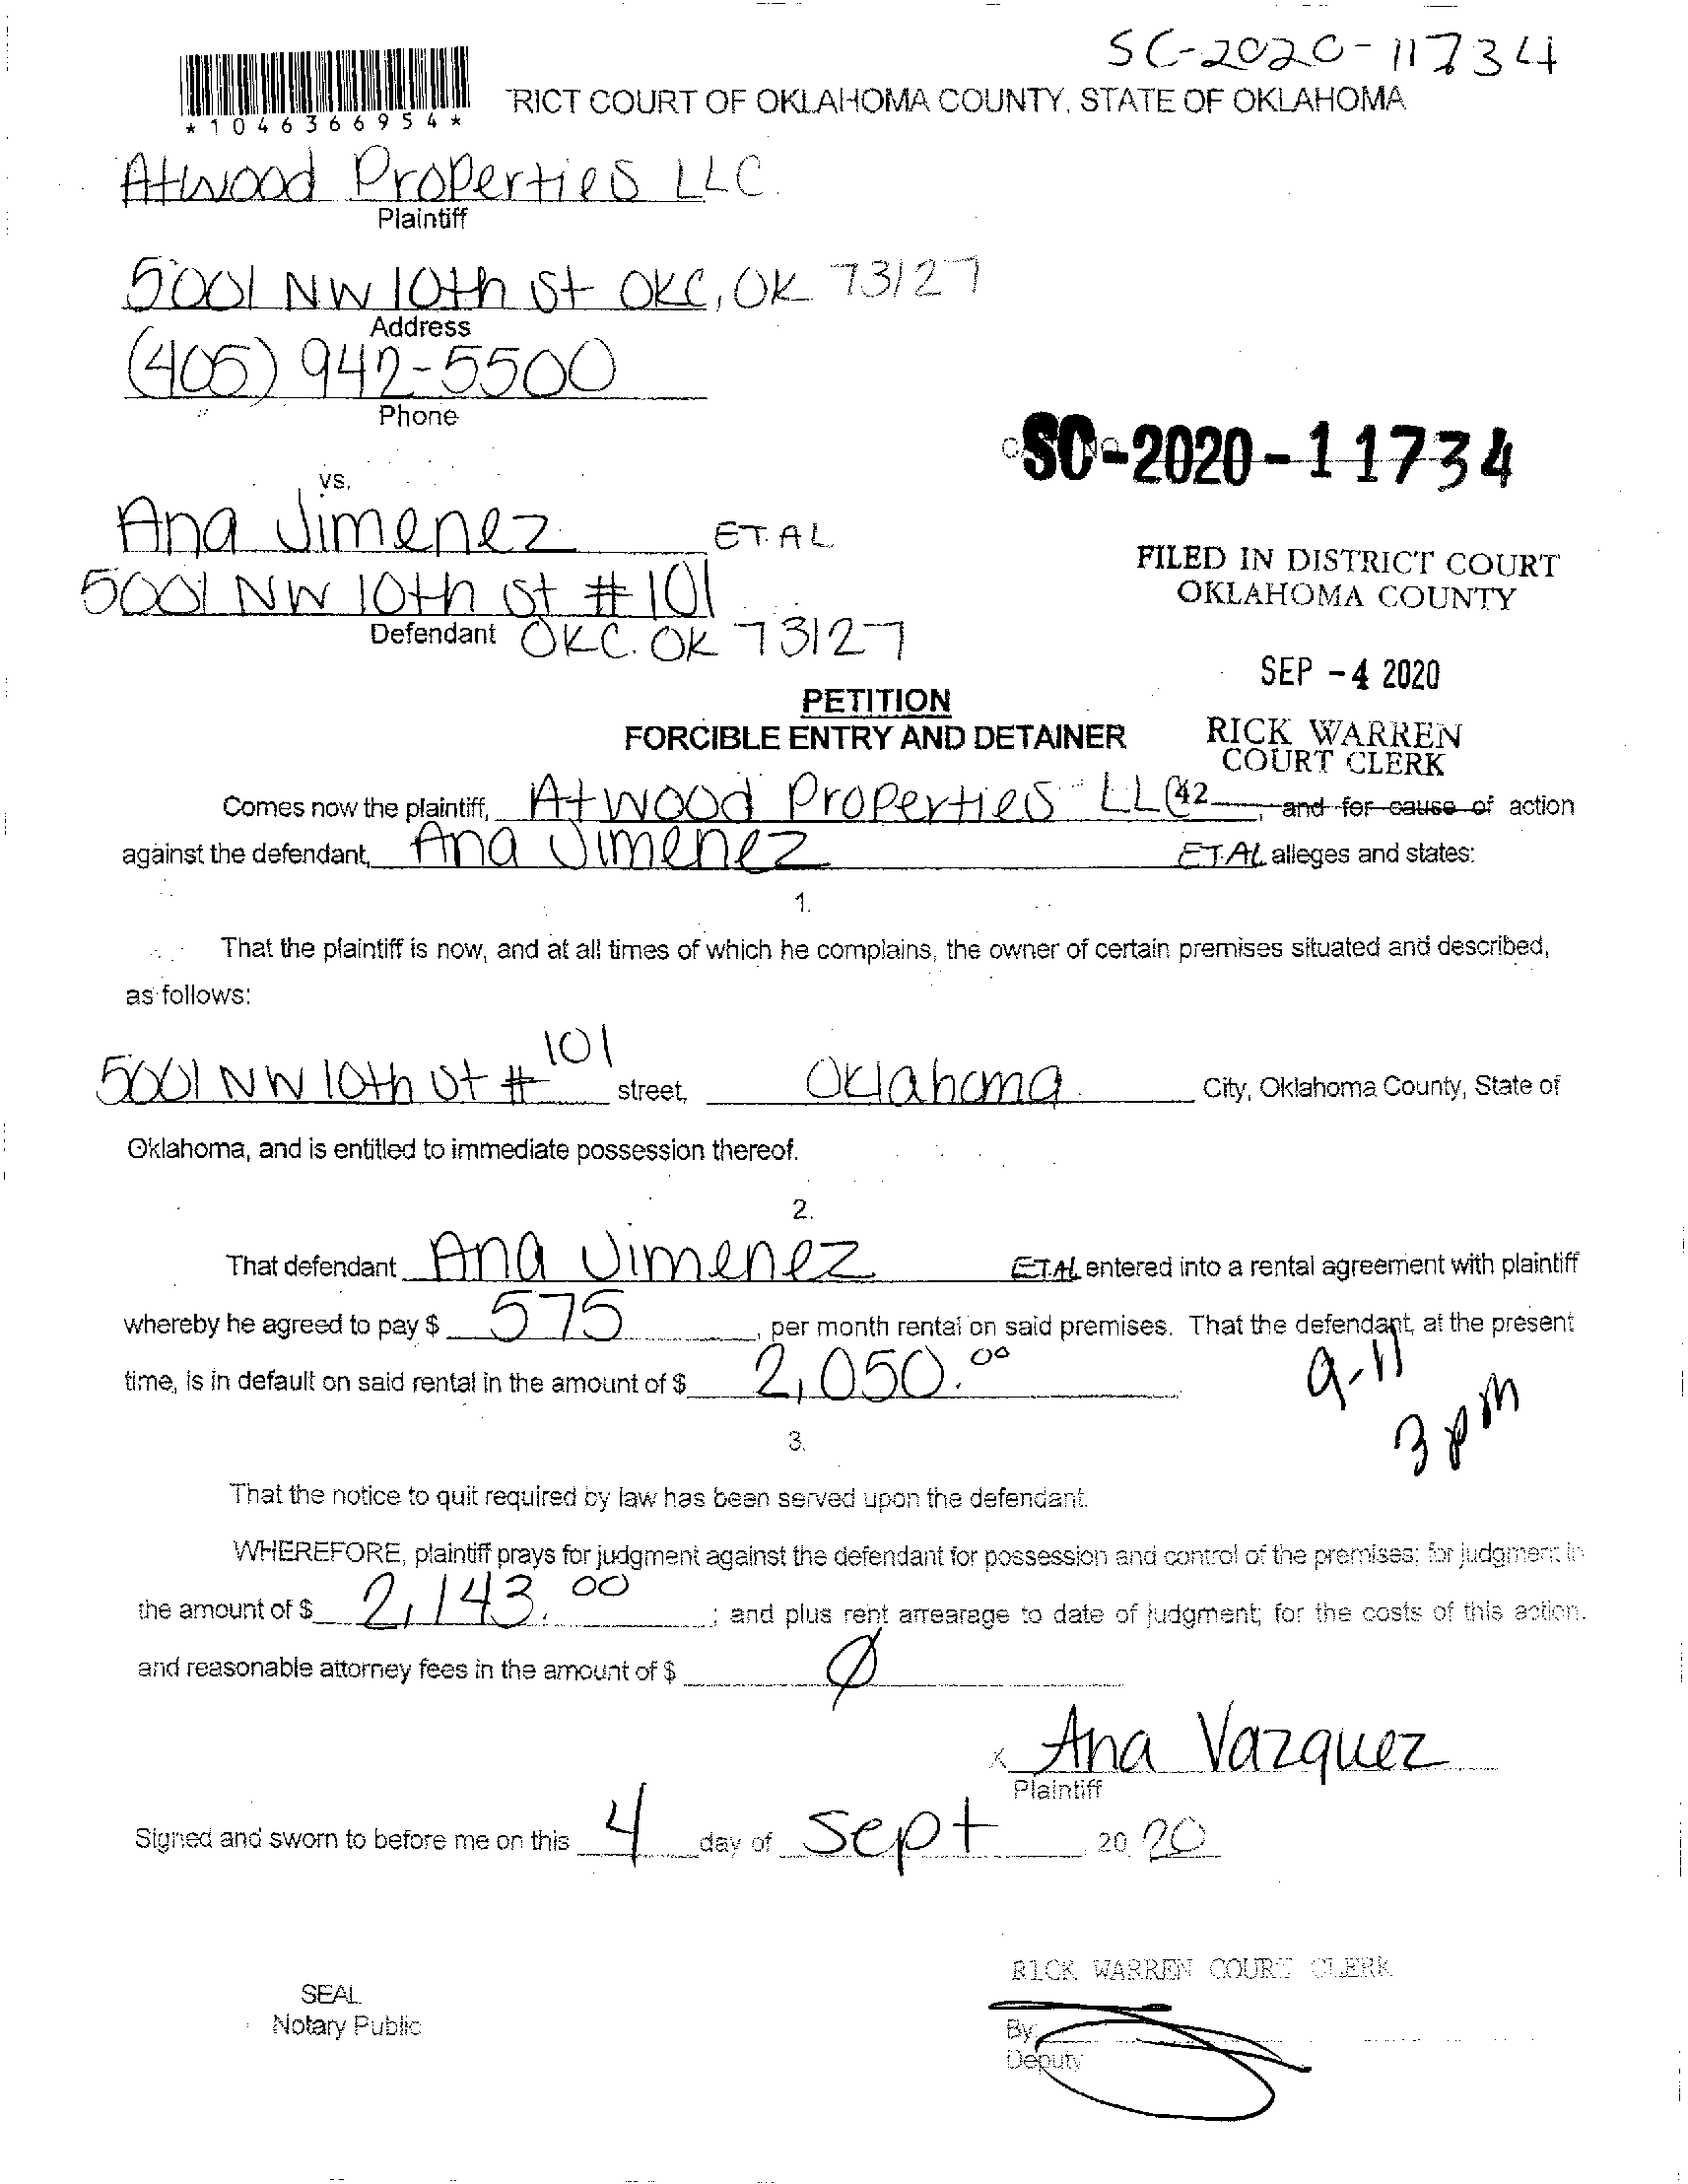 SC-2020-11734
*1046366954*
RICT COURT OF OKLAHOMA COUNTY, STATE OF OKLAHOMA
Atwood Properties LLC.
Plaintiff
5001 NW 10th St OKC, OK 73127
Address
(405) 942-5500
Phone
SC-2020-11734
vs.
Ana Jimenez ET.AL
5001 NW 10th st #101
Defendant OKC. OK 73127
FILED IN DISTRICT COURT
OKLAHOMA COUNTY
SEP -4 2020
RICK WARREN
COURT CLERK
PETITION
FORCIBLE ENTRY AND DETAINER
42
Comes now the plaintiff, Atwood Properties LLC, and for cause of action
against the defendant, Ana Jimenez ET.AL alleges and states:
1.
That the plaintiff is now, and at all times of which he complains, the owner of certain premises situated and described,
as follows:
5001 NW 10th st #101 street, Oklahoma City, Oklahoma County, State of
Oklahoma, and is entitled to immediate possession thereof.
2.
That defendant Ana Jimenez ET.AL entered into a rental agreement with plaintiff
whereby he agreed to pay $ 575, per month rental on said premises. That the defendant, at the present
time, is in default on said rental in the amount of $ 2,050.00
9-11
3pm
3.
That the notice to quit required by law has been served upon the defendant.
WHEREFORE, plaintiff prays for judgment against the defendant for possession and control of the premises; for judgment in
the amount of $ 2,143.00; and plus rent arrearage to date of judgment; for the costs of this action.
and reasonable attorney fees in the amount of $ Ø
x Ana Vazquez
Plaintiff
Signed and sworn to before me on this 4 day of Sept 2020
RICK WARREN COURT CLERK
SEAL
Notary Public
By
Deputy